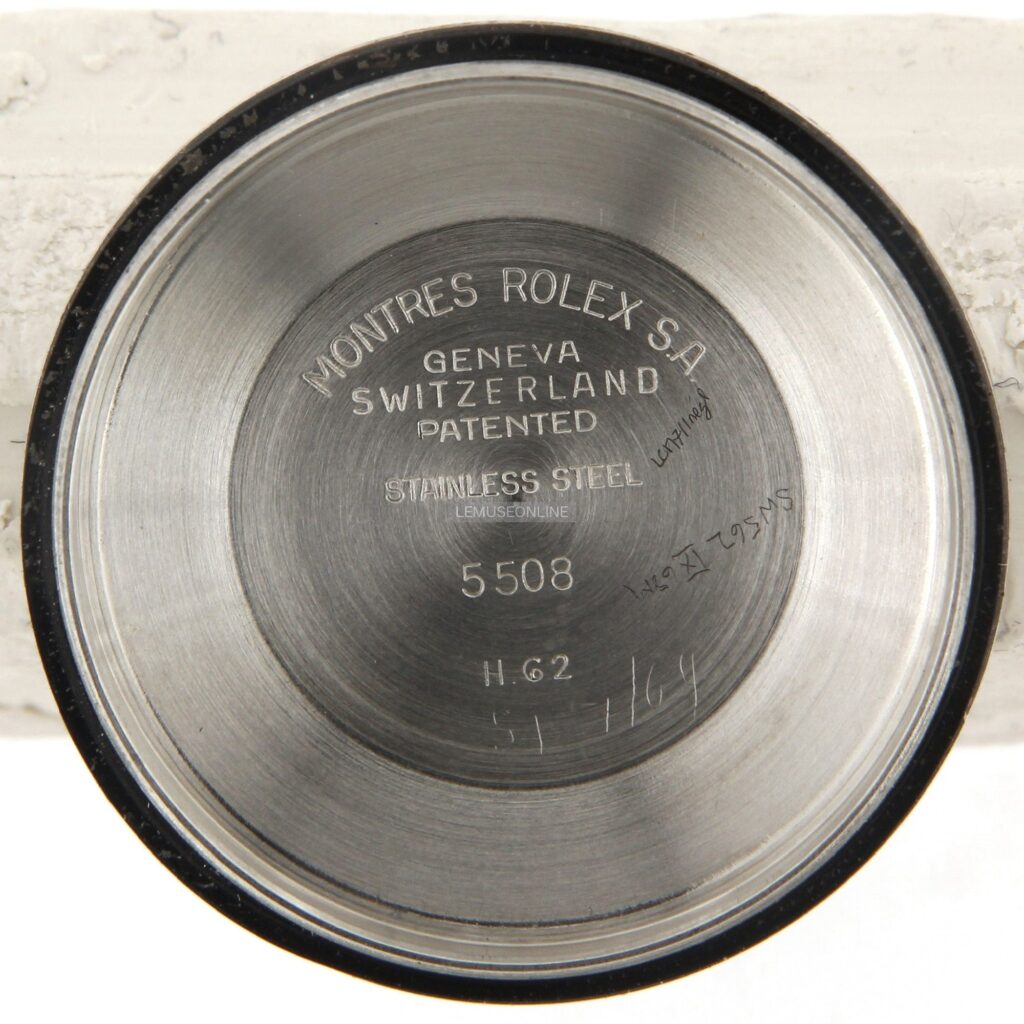 MONTRES ROLEX S.A.
GENEVA
SWITZERLAND
PATENTED
STAINLESS STEEL
LEMUSEONLINE
5508
H.62